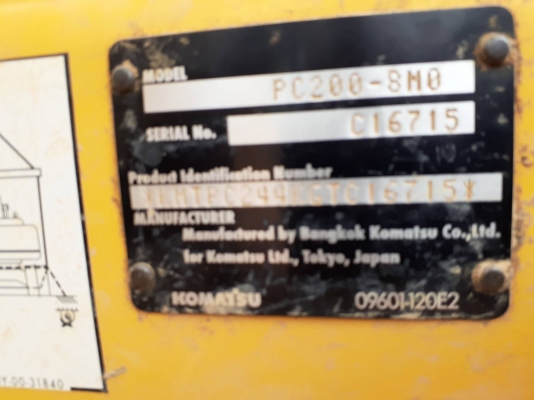 MODEL PC200-8M0
SERIAL No. C16715
Product Identification Number
MANUFACTURER
Manufactured by Bangkok Komatsu Co.,Ltd.
for Komatsu Ltd., Tokyo, Japan
KOMATSU 09601-120E2